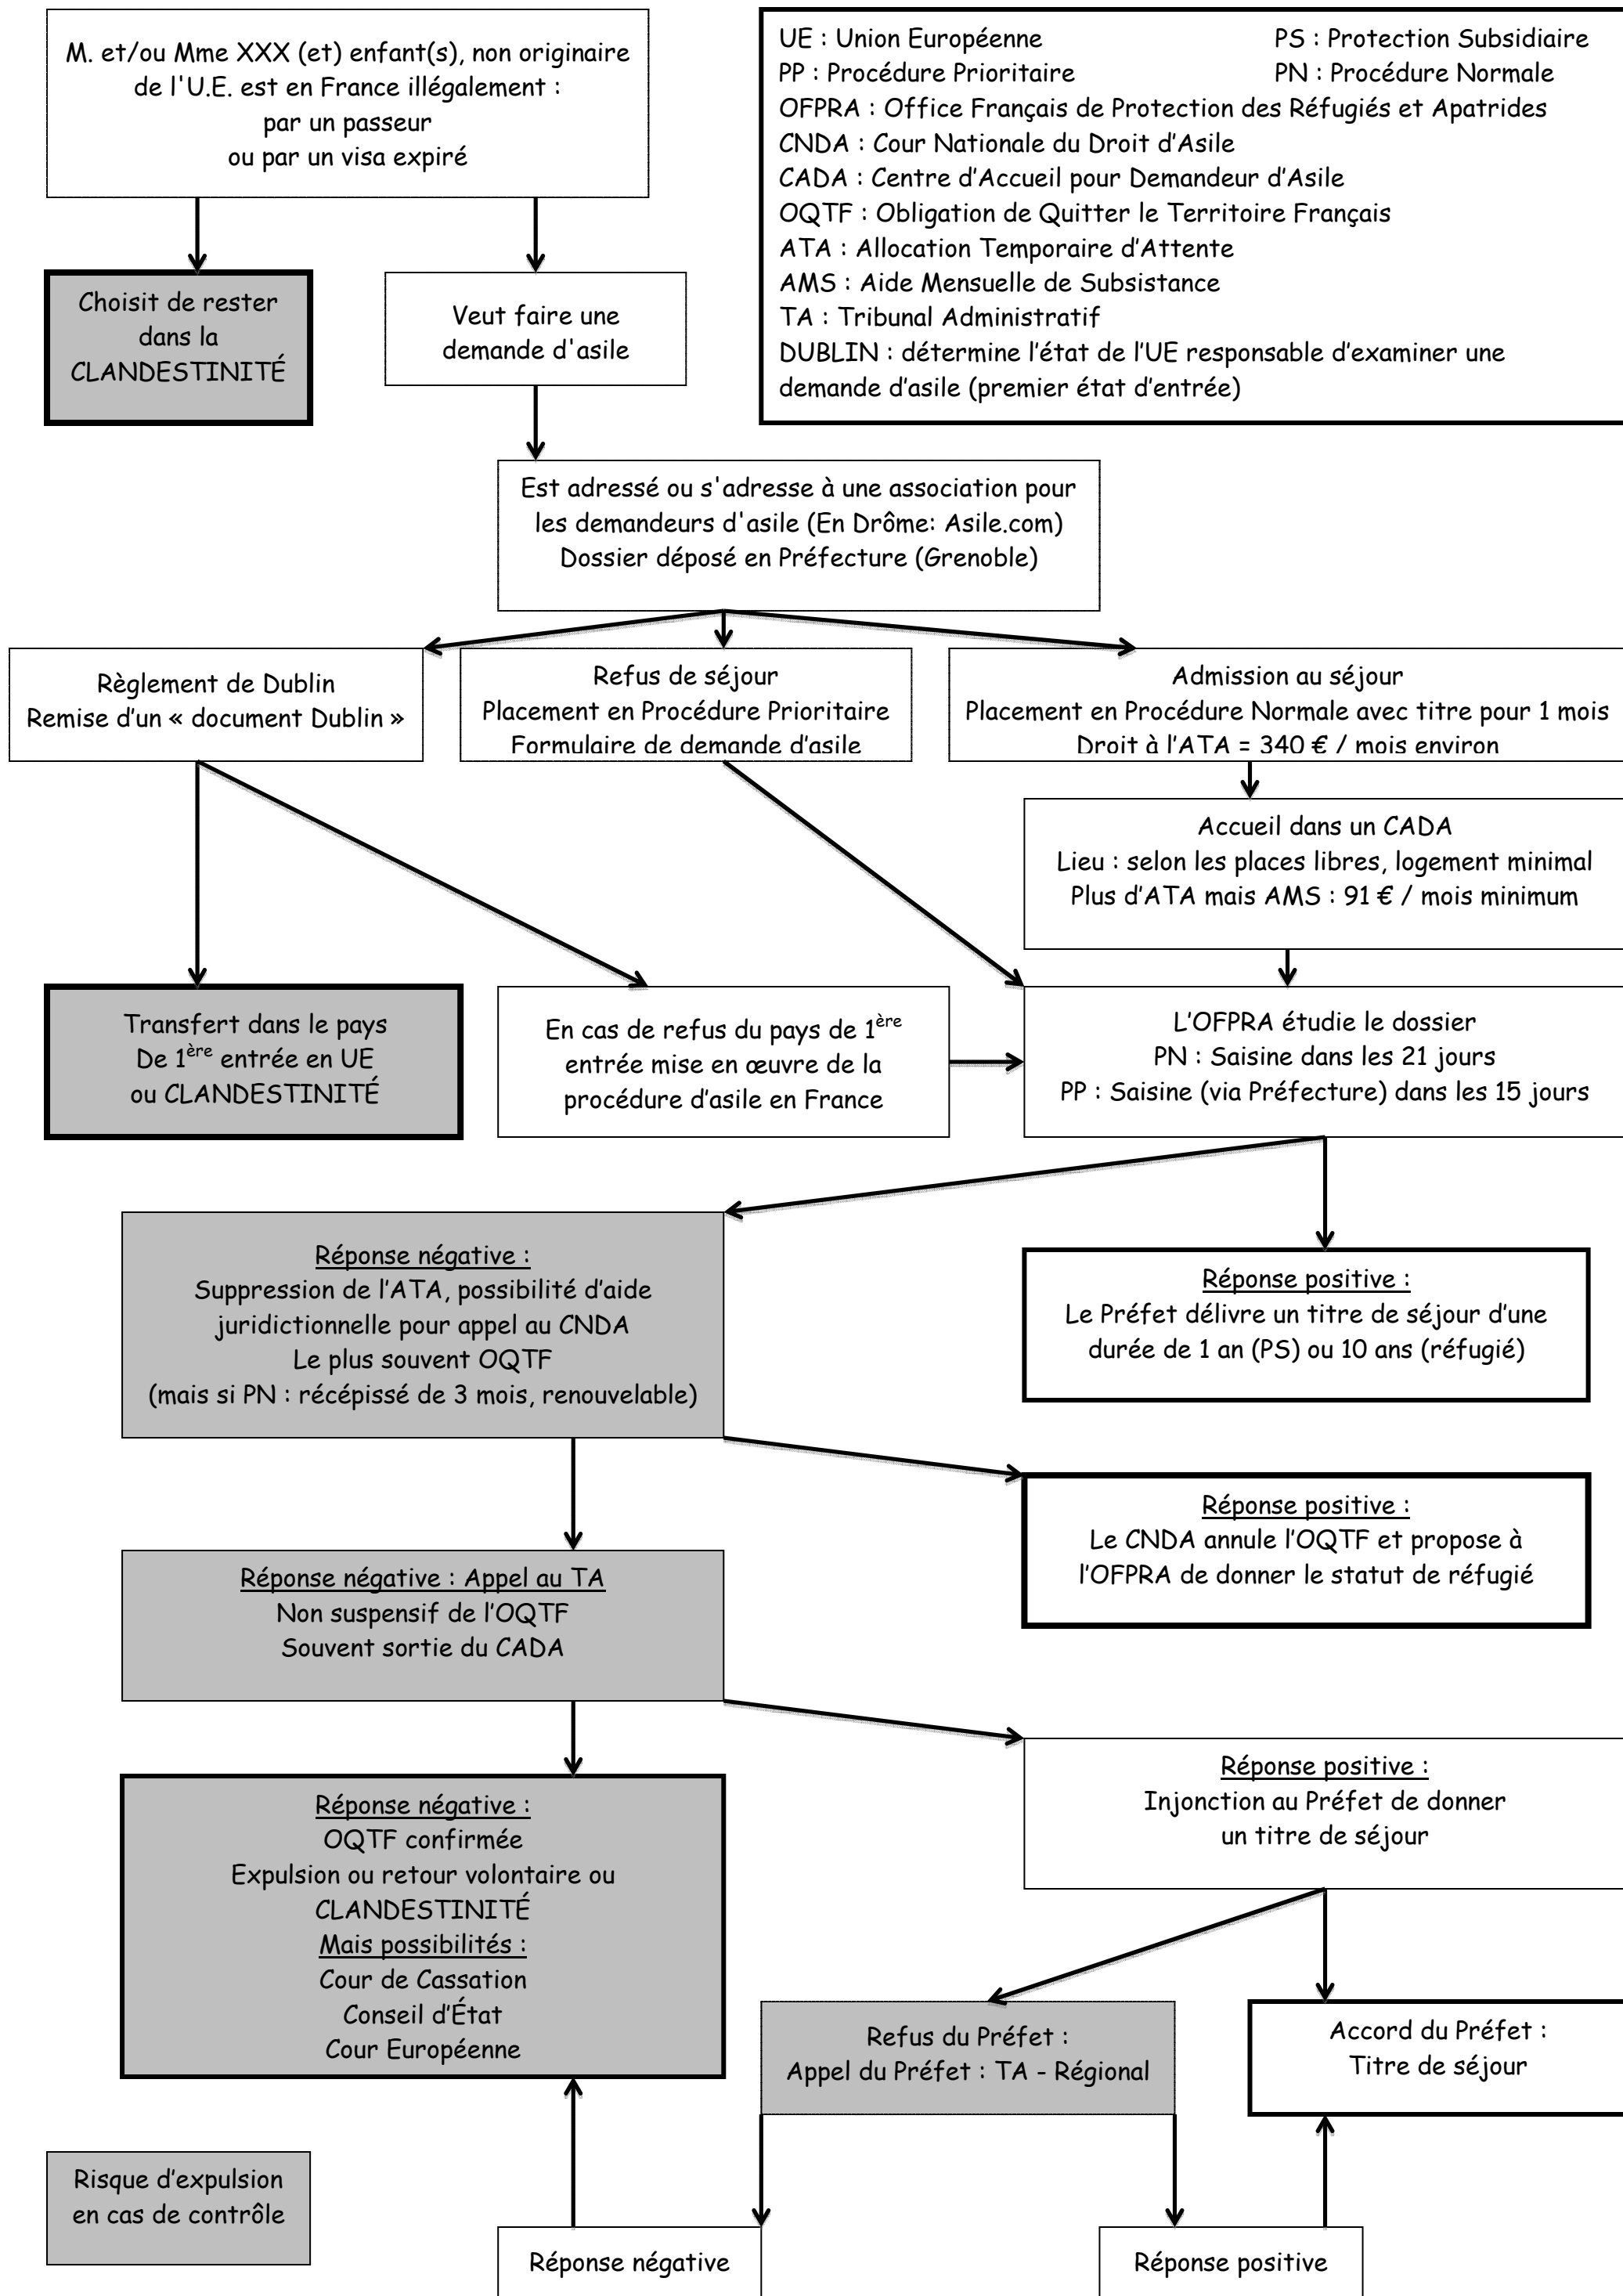 M. et/ou Mme XXX (et) enfant(s), non originaire
de l'U.E. est en France illégalement :
par un passeur
ou par un visa expiré
UE : Union Européenne PS : Protection Subsidiaire
PP : Procédure Prioritaire PN : Procédure Normale
OFPRA : Office Français de Protection des Réfugiés et Apatrides
CNDA : Cour Nationale du Droit d'Asile
CADA : Centre d'Accueil pour Demandeur d'Asile
OQTF : Obligation de Quitter le Territoire Français
ATA : Allocation Temporaire d'Attente
AMS : Aide Mensuelle de Subsistance
TA : Tribunal Administratif
DUBLIN : détermine l'état de l'UE responsable d'examiner une
demande d'asile (premier état d'entrée)
Choisit de rester
dans la
CLANDESTINITÉ
Veut faire une
demande d'asile
Est adressé ou s'adresse à une association pour
les demandeurs d'asile (En Drôme: Asile.com)
Dossier déposé en Préfecture (Grenoble)
Règlement de Dublin
Remise d'un « document Dublin »
Refus de séjour
Placement en Procédure Prioritaire
Formulaire de demande d'asile
Admission au séjour
Placement en Procédure Normale avec titre pour 1 mois
Droit à l'ATA = 340 € / mois environ
Accueil dans un CADA
Lieu : selon les places libres, logement minimal
Plus d'ATA mais AMS : 91 € / mois minimum
Transfert dans le pays
De 1ère entrée en UE
ou CLANDESTINITÉ
En cas de refus du pays de 1ère
entrée mise en œuvre de la
procédure d'asile en France
L'OFPRA étudie le dossier
PN : Saisine dans les 21 jours
PP : Saisine (via Préfecture) dans les 15 jours
Réponse négative :
Suppression de l'ATA, possibilité d'aide
juridictionnelle pour appel au CNDA
Le plus souvent OQTF
(mais si PN : récépissé de 3 mois, renouvelable)
Réponse positive :
Le Préfet délivre un titre de séjour d'une
durée de 1 an (PS) ou 10 ans (réfugié)
Réponse positive :
Le CNDA annule l'OQTF et propose à
l'OFPRA de donner le statut de réfugié
Réponse négative : Appel au TA
Non suspensif de l'OQTF
Souvent sortie du CADA
Réponse positive :
Injonction au Préfet de donner
un titre de séjour
Réponse négative :
OQTF confirmée
Expulsion ou retour volontaire ou
CLANDESTINITÉ
Mais possibilités :
Cour de Cassation
Conseil d'État
Cour Européenne
Refus du Préfet :
Appel du Préfet : TA - Régional
Accord du Préfet :
Titre de séjour
Risque d'expulsion
en cas de contrôle
Réponse négative
Réponse positive